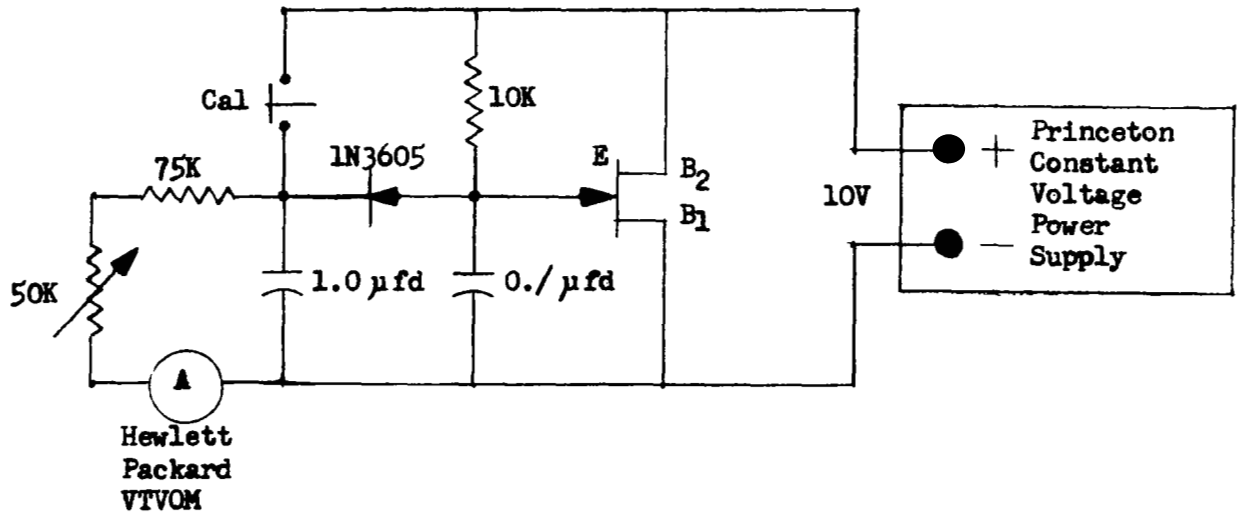 Cal
10K
1N3605
75K
E
B2
B1
10V
+ Princeton
Constant
Voltage
- Power
Supply
50K
1.0 µfd
0./ µfd
A
Hewlett
Packard
VTVOM